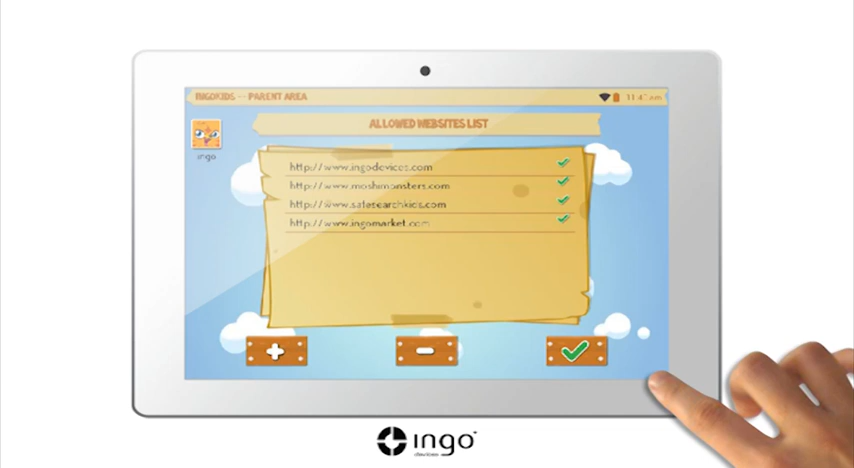 INGOKIDS - PARENT AREA
ALLOWED WEBSITES LIST
ingo
http://www.ingodevices.com
http://www.moshimonsters.com
http://www.safesearchkids.com
http://www.ingomarket.com
ingo
devices